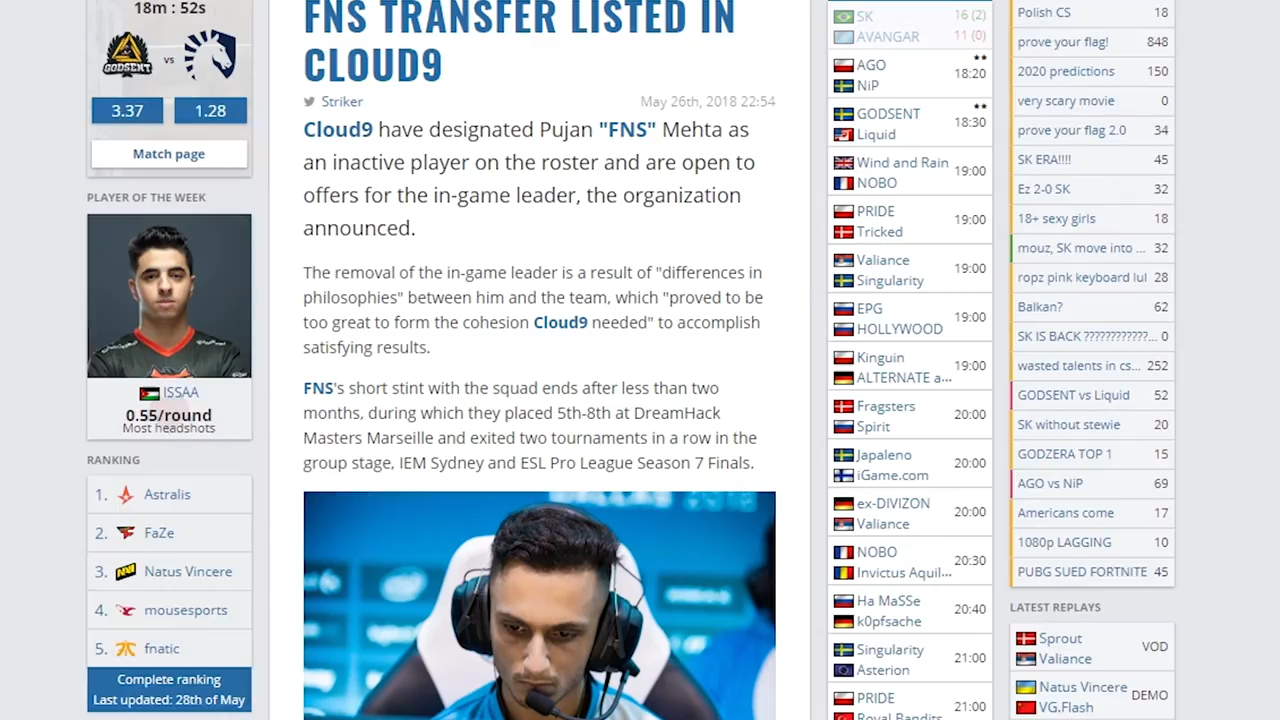 18m : 52s
GODSENT
vs
3.37
1.28
Match page
PLAYER OF THE WEEK
ISSAA
0.55/round
Most headshots
RANKING
1. Astralis
2. FaZe
3. Natus Vincere
4. mousesports
5. fnatic
Complete ranking
Last updated: 28th of May
FNS TRANSFER LISTED IN
CLOUD9
Striker
May 26th, 2018 22:54
Cloud9 have designated Pujan "FNS" Mehta as
an inactive player on the roster and are open to
offers for the in-game leader, the organization
announced.
The removal of the in-game leader is a result of "differences in
philosophies" between him and the team, which "proved to be
too great to form the cohesion Cloud9 needed" to accomplish
satisfying results.
FNS's short stint with the squad ends after less than two
months, during which they placed 5th-8th at DreamHack
Masters Marseille and exited two tournaments in a row in the
group stage, IEM Sydney and ESL Pro League Season 7 Finals.
SK 16 (2)
AVANGAR 11 (0)
AGO
18:20
NiP
GODSENT
18:30
Liquid
Wind and Rain
19:00
NOBO
PRIDE
19:00
Tricked
Valiance
19:00
Singularity
EPG
19:00
HOLLYWOOD
Kinguin
19:00
ALTERNATE a...
Fragsters
20:00
Spirit
Japaleno
20:00
iGame.com
ex-DIVIZON
20:00
Valiance
NOBO
20:30
Invictus Aquil...
Ha MaSSe
20:40
k0pfsache
Singularity
21:00
Asterion
PRIDE
21:00
Royal Bandits
Polish CS 18
prove your flag! 848
2020 predictions 150
very scary movie 0
prove your flag 2.0 34
SK ERA!!!! 45
Ez 2-0 SK 32
18+ sexy girls 18
mouz, SK move into ... 32
ropz pink keyboard lul 28
Balkan? 62
SK IS BACK ??????????... 0
wasted talents in cs... 252
GODSENT vs Liquid 52
SK without stewie 20
GODZERA TOP 1 15
AGO vs NiP 69
Americans come 17
1080p LAGGING 10
PUBG SUED FORTNITE 45
LATEST REPLAYS
Sprout
VOD
Valiance
Natus Vincere
DEMO
VG.Flash